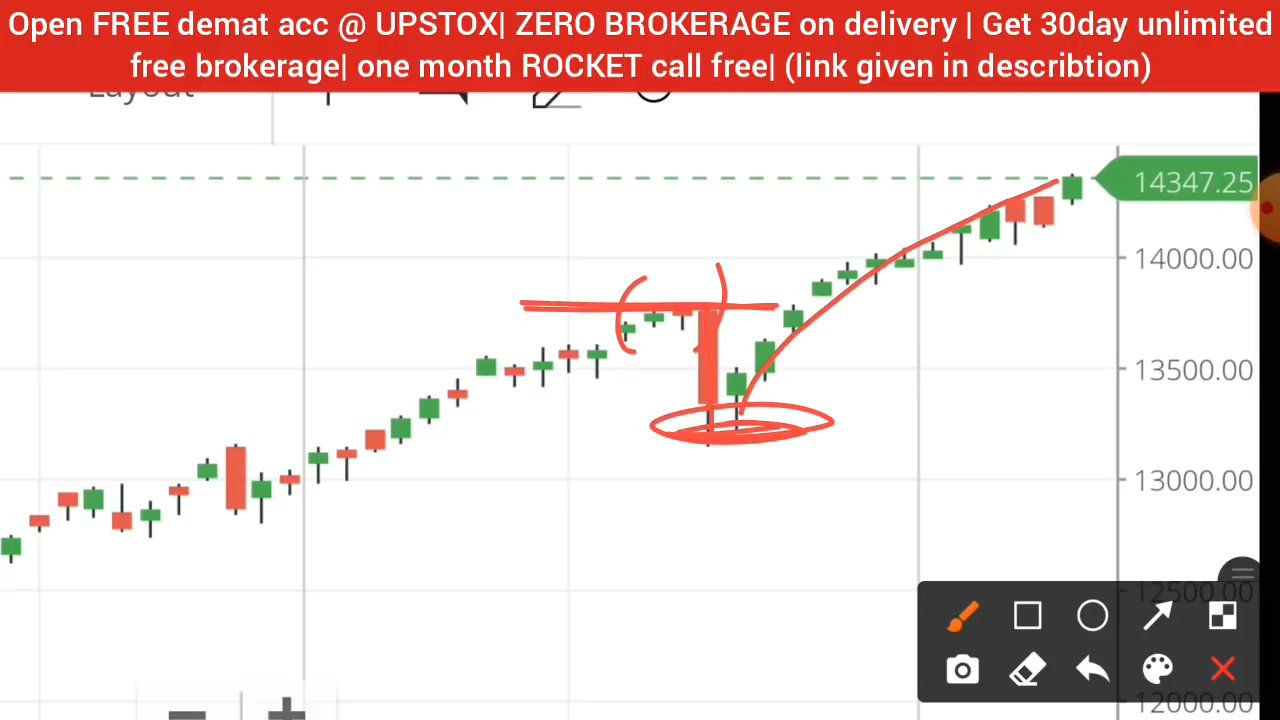 Open FREE demat acc @ UPSTOX| ZERO BROKERAGE on delivery | Get 30day unlimited
free brokerage| one month ROCKET call free| (link given in describtion)
Layout
14347.25
14000.00
13500.00
13000.00
12500.00
12000.00